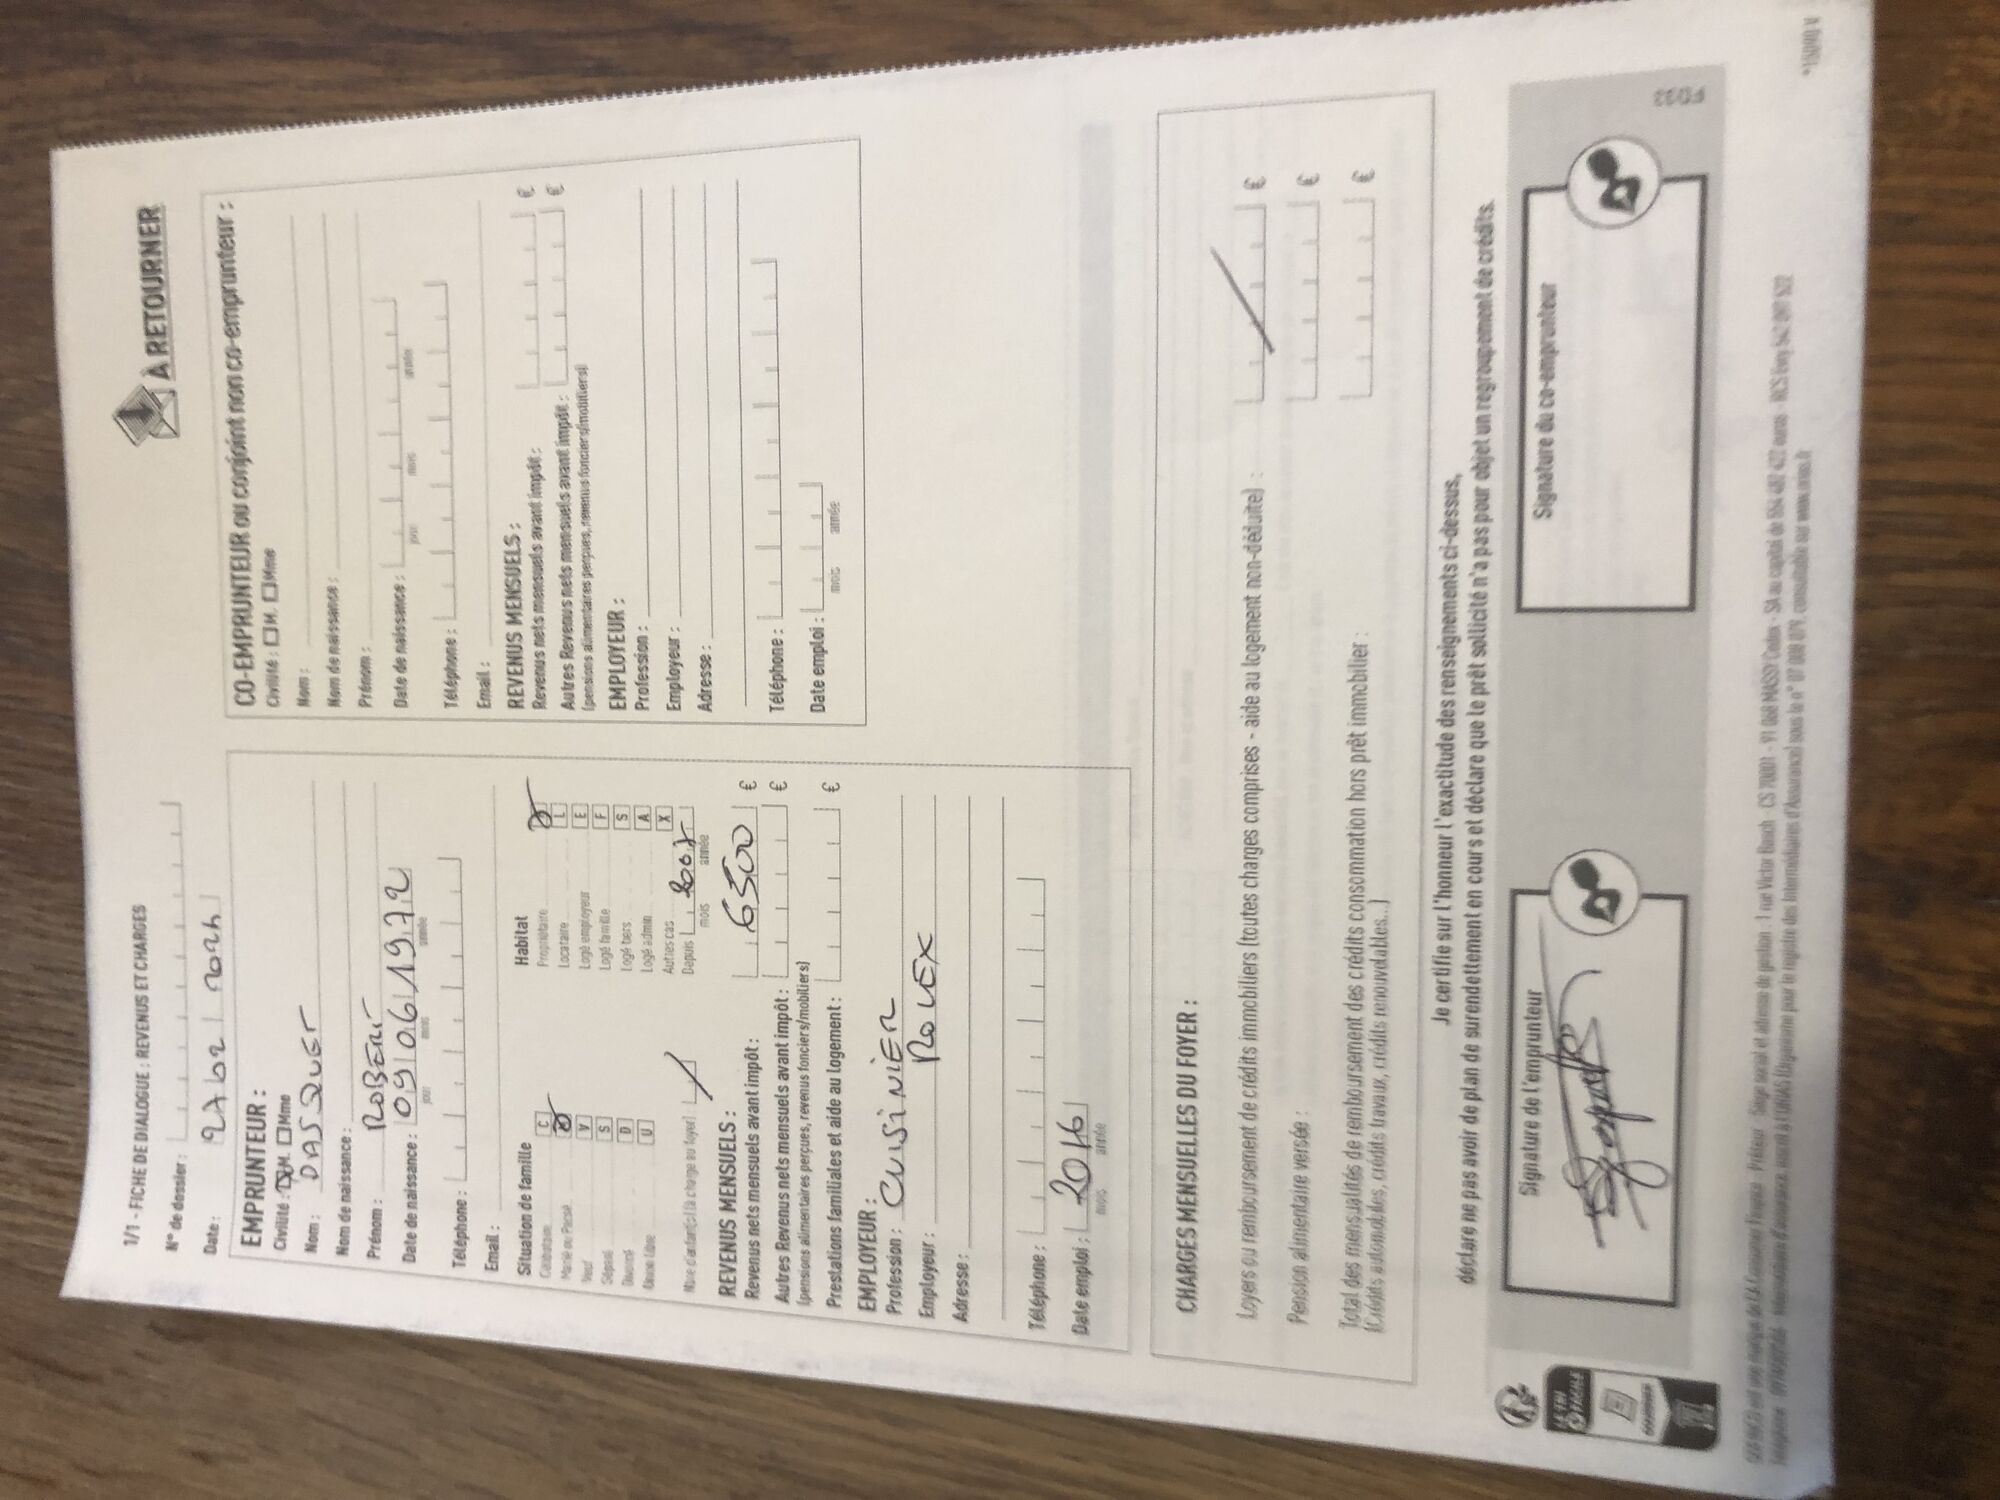 À RETOURNER
1/1 - FICHE DE DIALOGUE : REVENUS ET CHARGES
N° de dossier :
Date : 27 02 2024
EMPRUNTEUR :
Civilité : M. Mme
Nom : DASSQUET
Nom de naissance :
Prénom : ROBERT
Date de naissance : 09 06 1972
jour mois année
Téléphone :
Email :
Situation de famille
Célibataire C
Marié ou Pacsé
Veuf V
Séparé S
Divorcé D
Union libre U
Nbre d'enfant(s) (à charge au foyer)
Habitat
Propriétaire
Locataire L
Logé employeur E
Logé famille F
Logé tiers S
Logé admin A
Autres cas X
Depuis 2007
mois année
REVENUS MENSUELS :
Revenus nets mensuels avant impôt : 6500 €
Autres Revenus nets mensuels avant impôt : €
(pensions alimentaires perçues, revenus fonciers/mobiliers)
Prestations familiales et aide au logement : €
EMPLOYEUR :
Profession : CUISINIER
Employeur : ROLEX
Adresse :
Téléphone :
Date emploi : 2016
mois année
CO-EMPRUNTEUR ou conjoint non co-emprunteur :
Civilité : M. Mme
Nom :
Nom de naissance :
Prénom :
Date de naissance :
jour mois année
Téléphone :
Email :
REVENUS MENSUELS :
Revenus nets mensuels avant impôt : €
Autres Revenus nets mensuels avant impôt : €
(pensions alimentaires perçues, revenus fonciers/mobiliers)
EMPLOYEUR :
Profession :
Employeur :
Adresse :
Téléphone :
Date emploi :
mois année
CHARGES MENSUELLES DU FOYER :
Loyers ou remboursement de crédits immobiliers (toutes charges comprises - aide au logement non-déduite) : €
Pension alimentaire versée : €
Total des mensualités de remboursement des crédits consommation hors prêt immobilier : €
(Crédits automobiles, crédits travaux, crédits renouvelables...)
Je certifie sur l'honneur l'exactitude des renseignements ci-dessus,
déclare ne pas avoir de plan de surendettement en cours et déclare que le prêt sollicité n'a pas pour objet un regroupement de crédits.
Signature de l'emprunteur
Signature du co-emprunteur
FD33